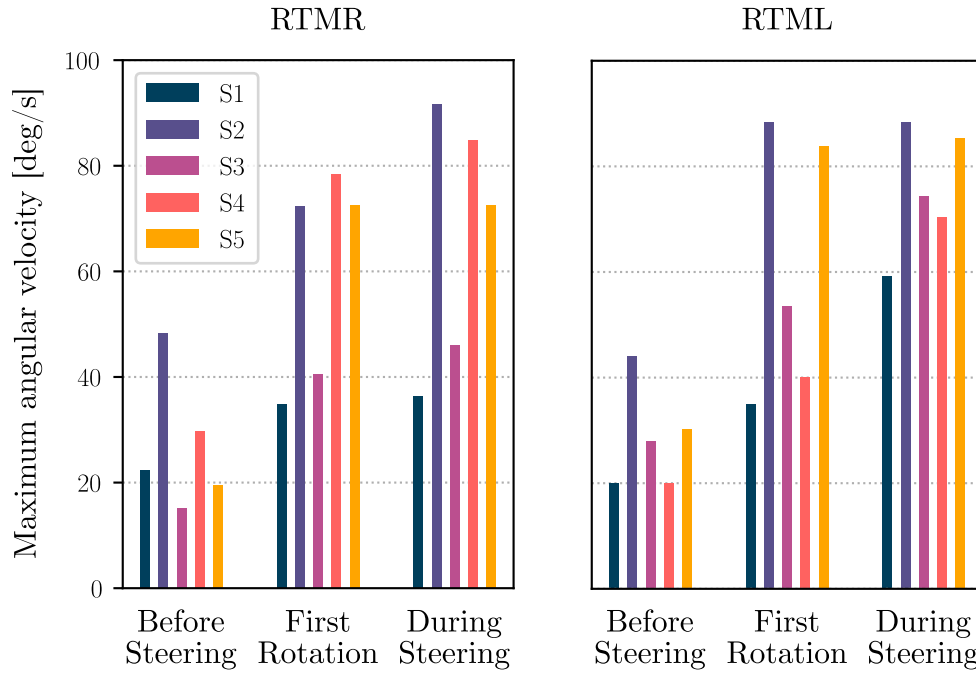 RTMR
RTML
Maximum angular velocity [deg/s]
100
80
60
40
20
0
S1
S2
S3
S4
S5
Before
Steering
First
Rotation
During
Steering
Before
Steering
First
Rotation
During
Steering